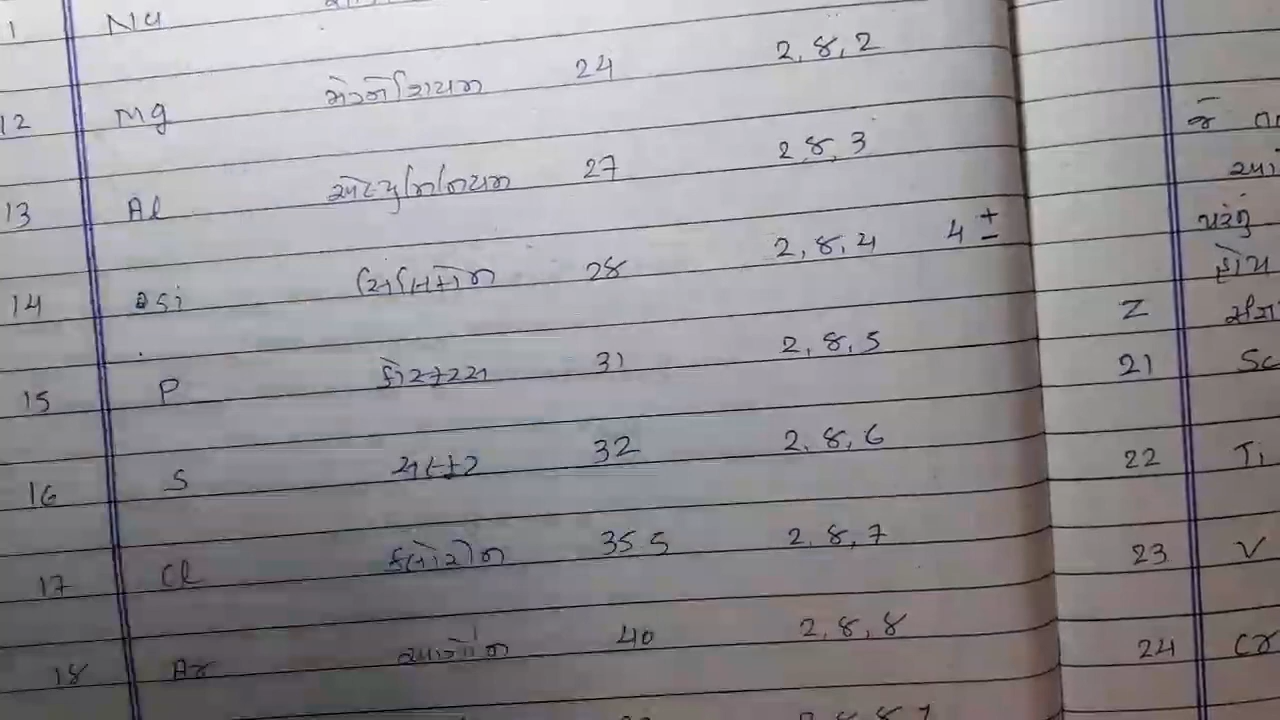 12 Mg મેગ્નેશિયમ 24 2, 8, 2
13 Al એલ્યુમિનિયમ 27 2, 8, 3
14 Si સિલિકોન 28 2, 8, 4 4 ±
15 P ફોસ્ફરસ 31 2, 8, 5
16 S સલ્ફર 32 2, 8, 6
17 Cl ક્લોરીન 35.5 2, 8, 7
18 Ar આર્ગોન 40 2, 8, 8
Z
21 Sc
22 Ti
23 V
24 Cr